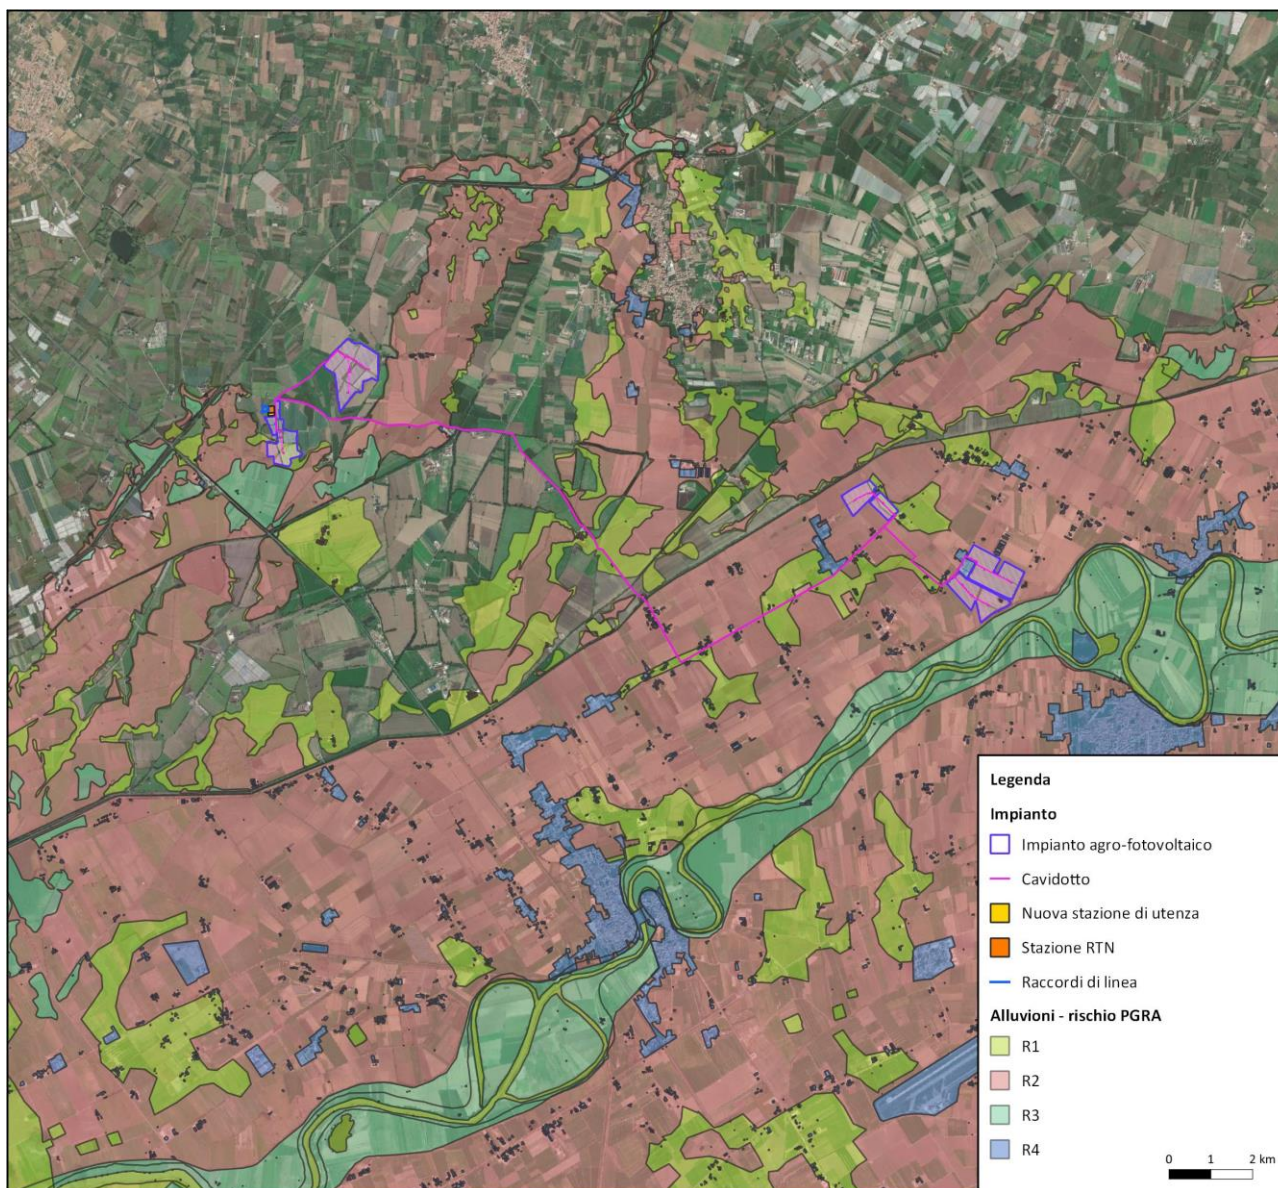 Legenda
Impianto
Impianto agro-fotovoltaico
Cavidotto
Nuova stazione di utenza
Stazione RTN
Raccordi di linea
Alluvioni - rischio PGRA
R1
R2
R3
R4
0 1 2 km